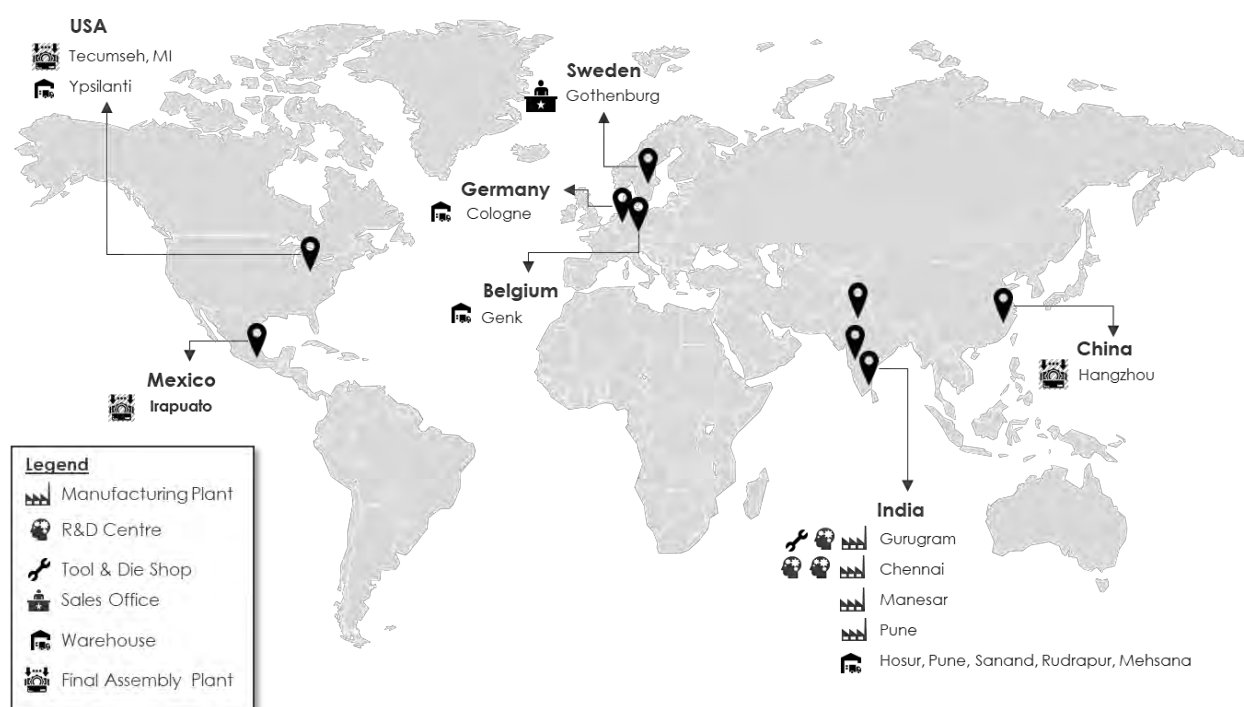 USA
Tecumseh, MI
Ypsilanti
Sweden
Gothenburg
Germany
Cologne
Belgium
Genk
China
Hangzhou
Mexico
Irapuato
Legend
Manufacturing Plant
R&D Centre
Tool & Die Shop
Sales Office
Warehouse
Final Assembly Plant
India
Gurugram
Chennai
Manesar
Pune
Hosur, Pune, Sanand, Rudrapur, Mehsana